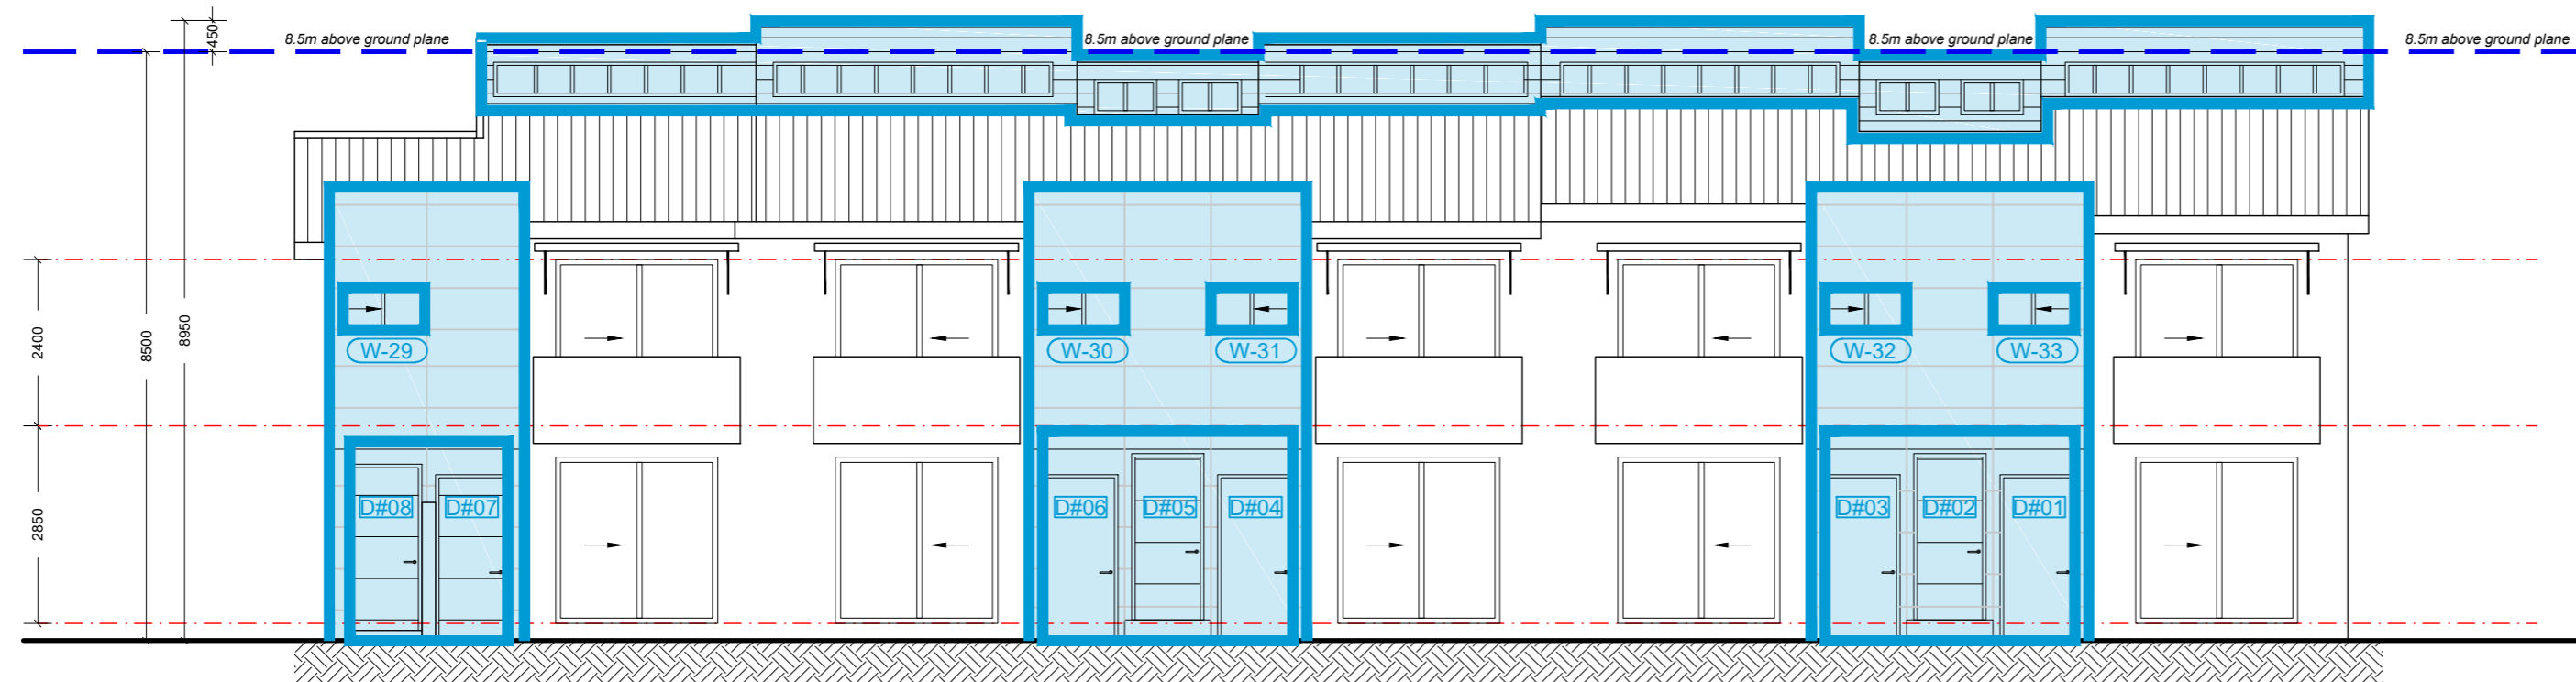 450
8.5m above ground plane
8.5m above ground plane
8.5m above ground plane
8.5m above ground plane
2400
8500
8950
W-29
W-30
W-31
W-32
W-33
2850
D#08
D#07
D#06
D#05
D#04
D#03
D#02
D#01